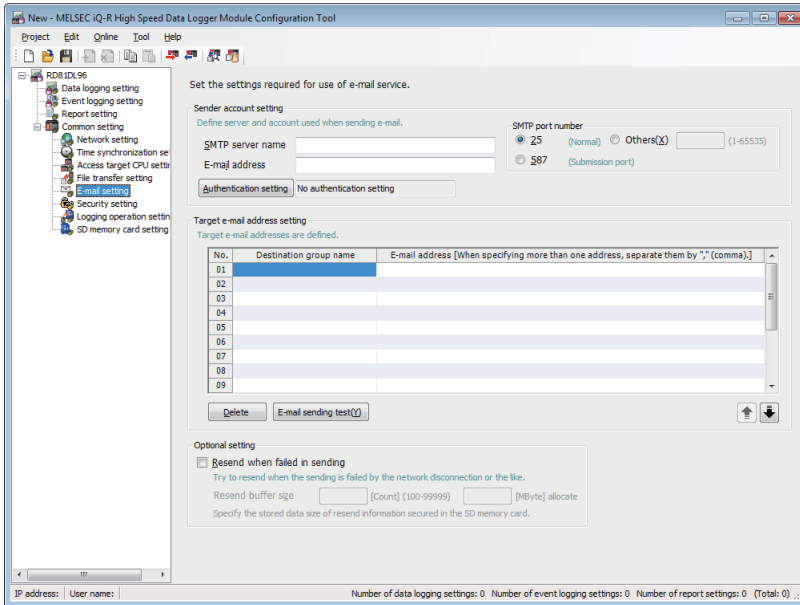 New - MELSEC iQ-R High Speed Data Logger Module Configuration Tool
Project Edit Online Tool Help
RD81DL96
Data logging setting
Event logging setting
Report setting
Common setting
Network setting
Time synchronization se
Access target CPU settin
File transfer setting
E-mail setting
Security setting
Logging operation settin
SD memory card setting
Set the settings required for use of e-mail service.
Sender account setting
Define server and account used when sending e-mail.
SMTP server name
E-mail address
Authentication setting No authentication setting
SMTP port number
25 (Normal) Others(X) (1-65535)
587 (Submission port)
Target e-mail address setting
Target e-mail addresses are defined.
No. Destination group name E-mail address [When specifying more than one address, separate them by "," (comma).]
01
02
03
04
05
06
07
08
09
Delete E-mail sending test(Y)
Optional setting
Resend when failed in sending
Try to resend when the sending is failed by the network disconnection or the like.
Resend buffer size [Count] (100-99999) [MByte] allocate
Specify the stored data size of resend information secured in the SD memory card.
IP address: User name: Number of data logging settings: 0 Number of event logging settings: 0 Number of report settings: 0 (Total: 0)